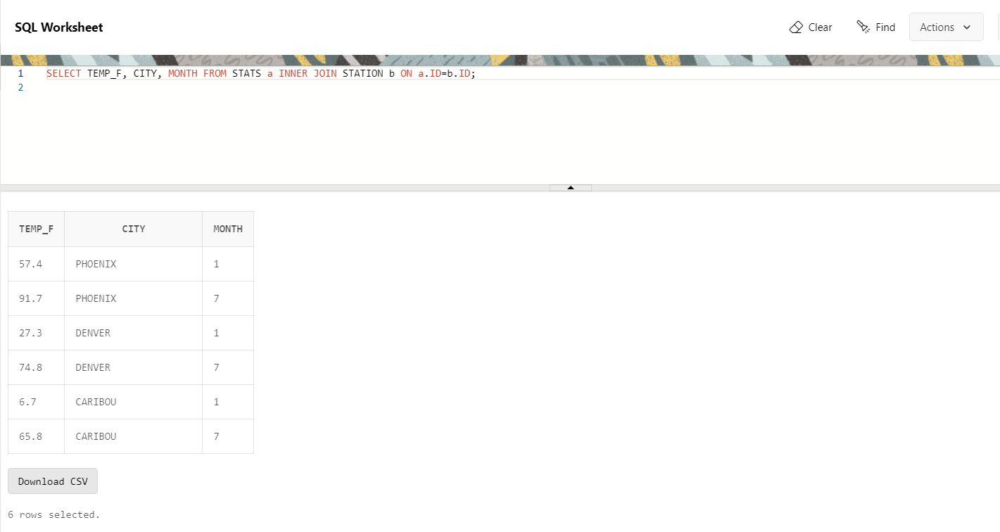 SQL Worksheet
Clear Find Actions
1 SELECT TEMP_F, CITY, MONTH FROM STATS a INNER JOIN STATION b ON a.ID=b.ID;
2
TEMP_F CITY MONTH
57.4 PHOENIX 1
91.7 PHOENIX 7
27.3 DENVER 1
74.8 DENVER 7
6.7 CARIBOU 1
65.8 CARIBOU 7
Download CSV
6 rows selected.